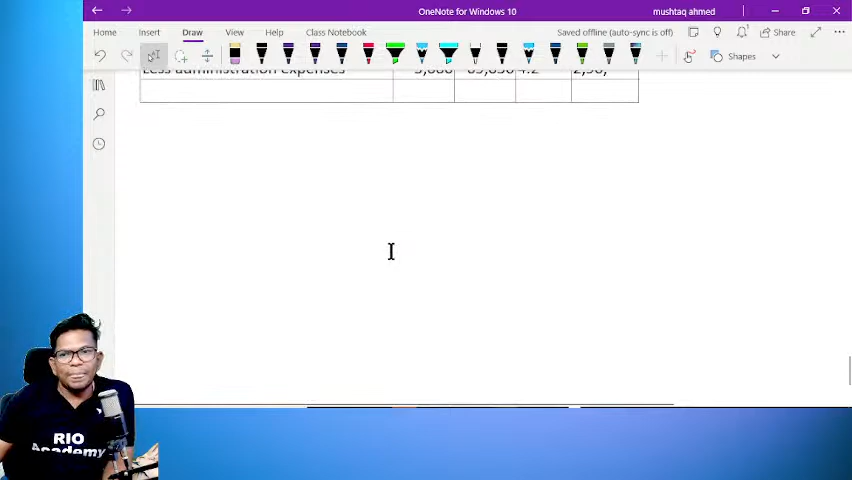 OneNote for Windows 10
mushtaq ahmed
Home
Insert
Draw
View
Help
Class Notebook
Saved offline (auto-sync is off)
Share
Shapes
Less administration expenses
RIO
Academy